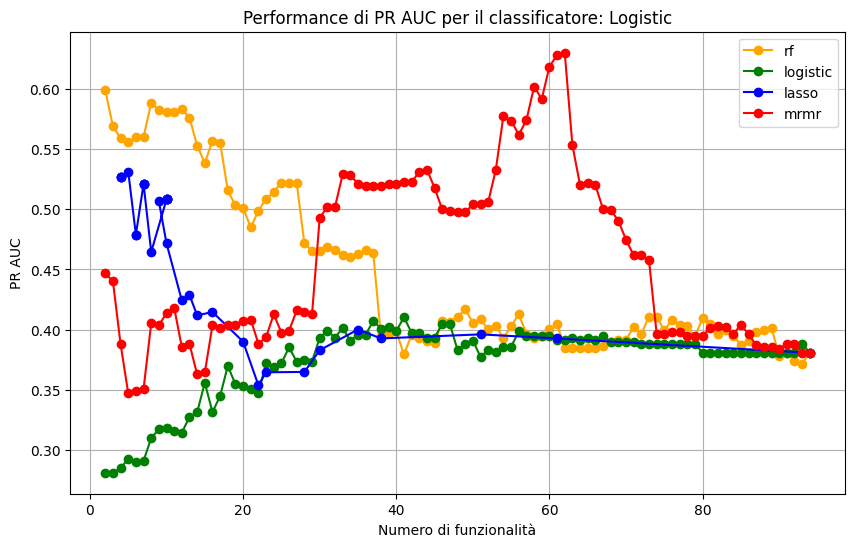 Performance di PR AUC per il classificatore: Logistic
rf
logistic
lasso
mrmr
PR AUC
0.60
0.55
0.50
0.45
0.40
0.35
0.30
0
20
40
60
80
Numero di funzionalità